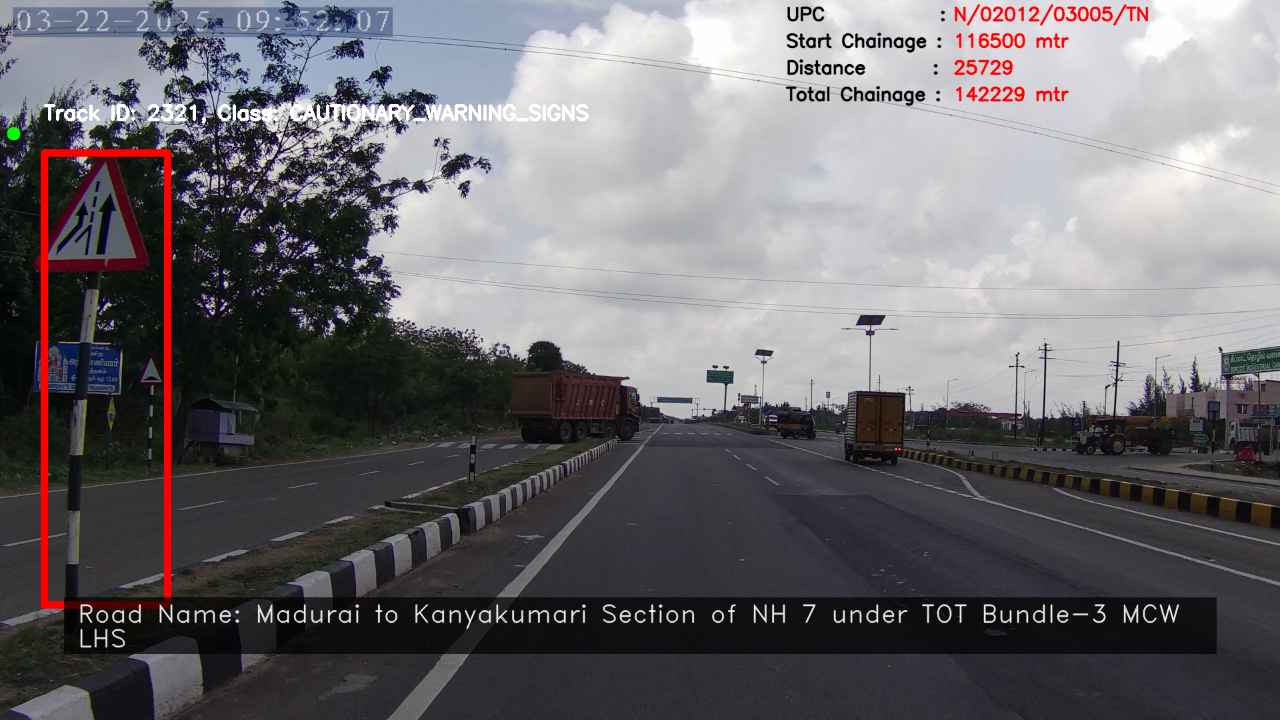 03-22-2025 09:52:07
UPC : N/02012/03005/TN
Start Chainage : 116500 mtr
Distance : 25729
Total Chainage : 142229 mtr
Track ID: 2321, Class: CAUTIONARY_WARNING_SIGNS
Road Name: Madurai to Kanyakumari Section of NH 7 under TOT Bundle-3 MCW
LHS